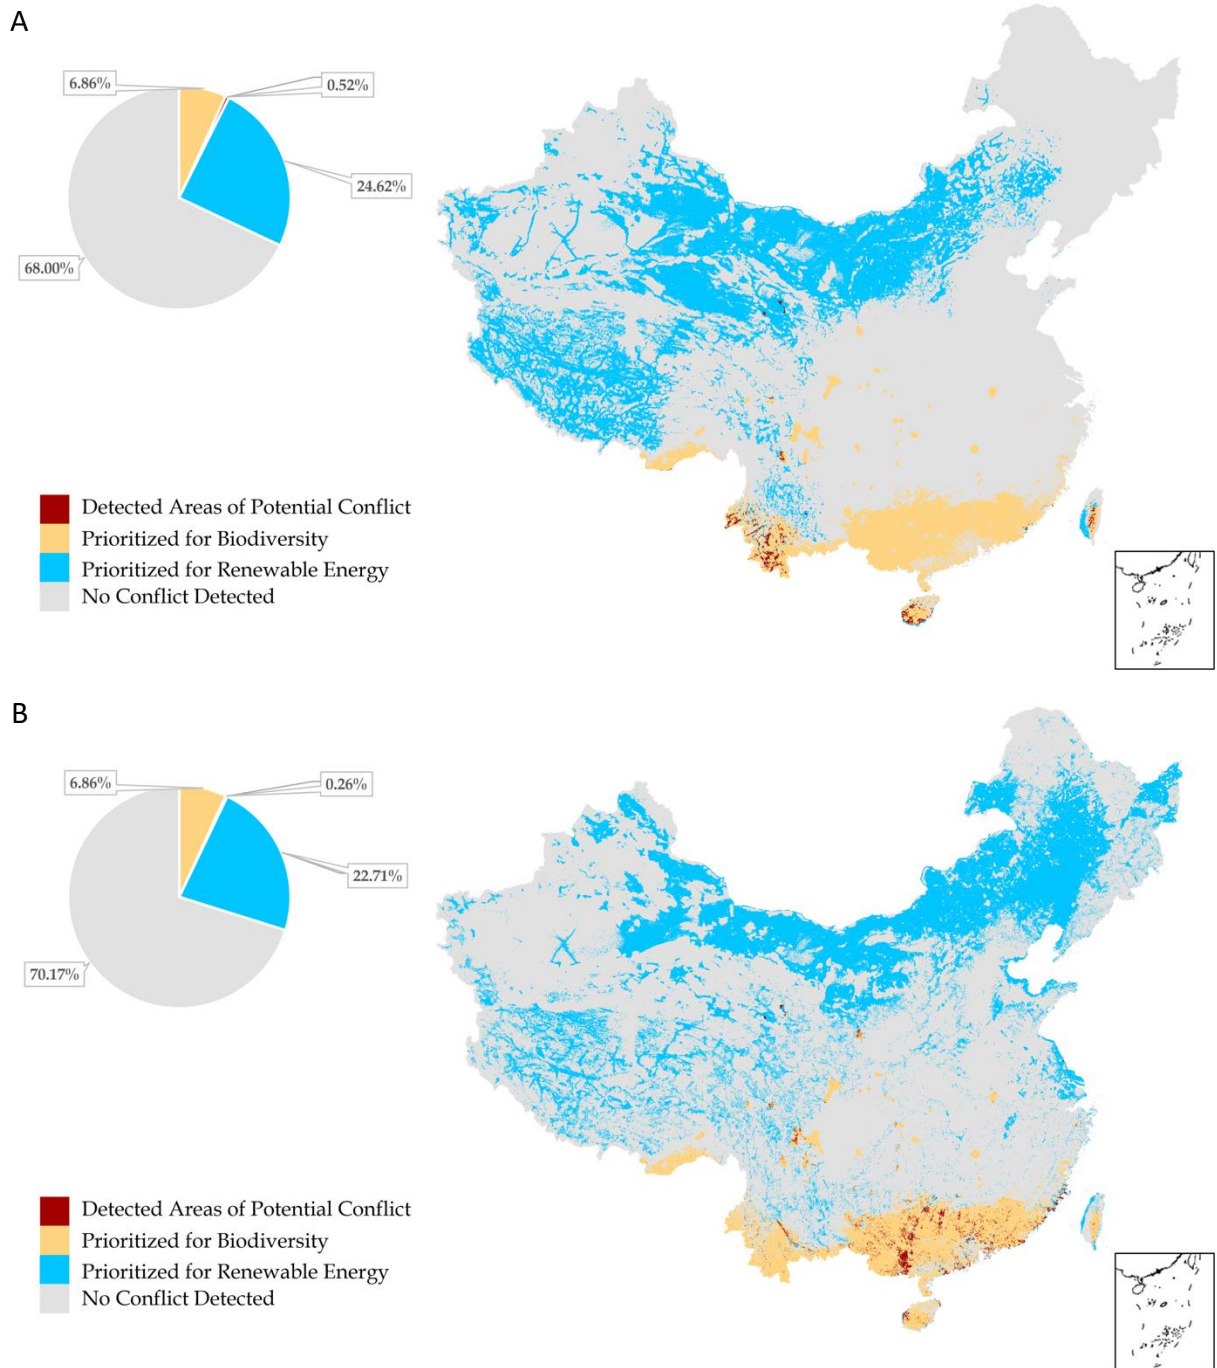 A
6.86%
0.52%
24.62%
68.00%
Detected Areas of Potential Conflict
Prioritized for Biodiversity
Prioritized for Renewable Energy
No Conflict Detected
B
6.86%
0.26%
22.71%
70.17%
Detected Areas of Potential Conflict
Prioritized for Biodiversity
Prioritized for Renewable Energy
No Conflict Detected